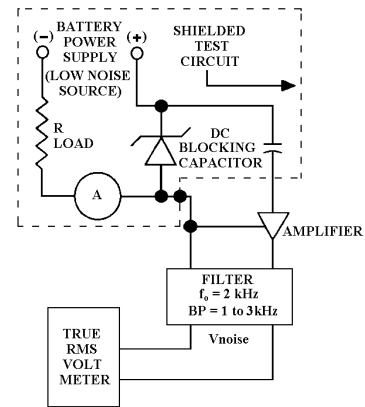 (-) BATTERY (+)
POWER
SUPPLY
(LOW NOISE
SOURCE)
SHIELDED
TEST
CIRCUIT
R
LOAD
DC
BLOCKING
CAPACITOR
A
AMPLIFIER
FILTER
fo = 2 kHz
BP = 1 to 3kHz
Vnoise
TRUE
RMS
VOLT
METER